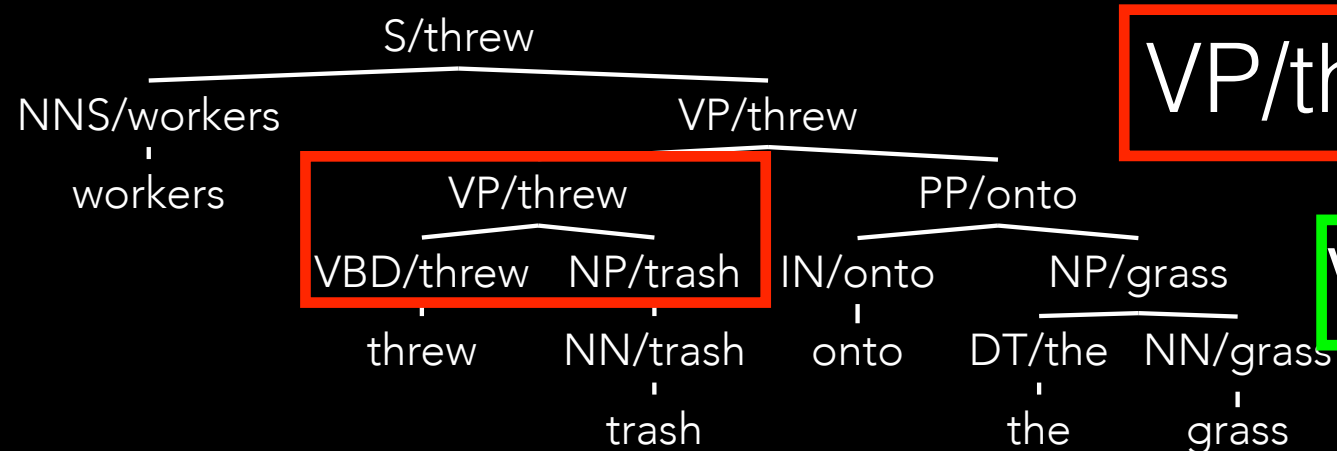 S/threw
NNS/workers VP/threw
workers VP/threw PP/onto
VBD/threw NP/trash IN/onto NP/grass
threw NN/trash onto DT/the NN/grass
trash the grass